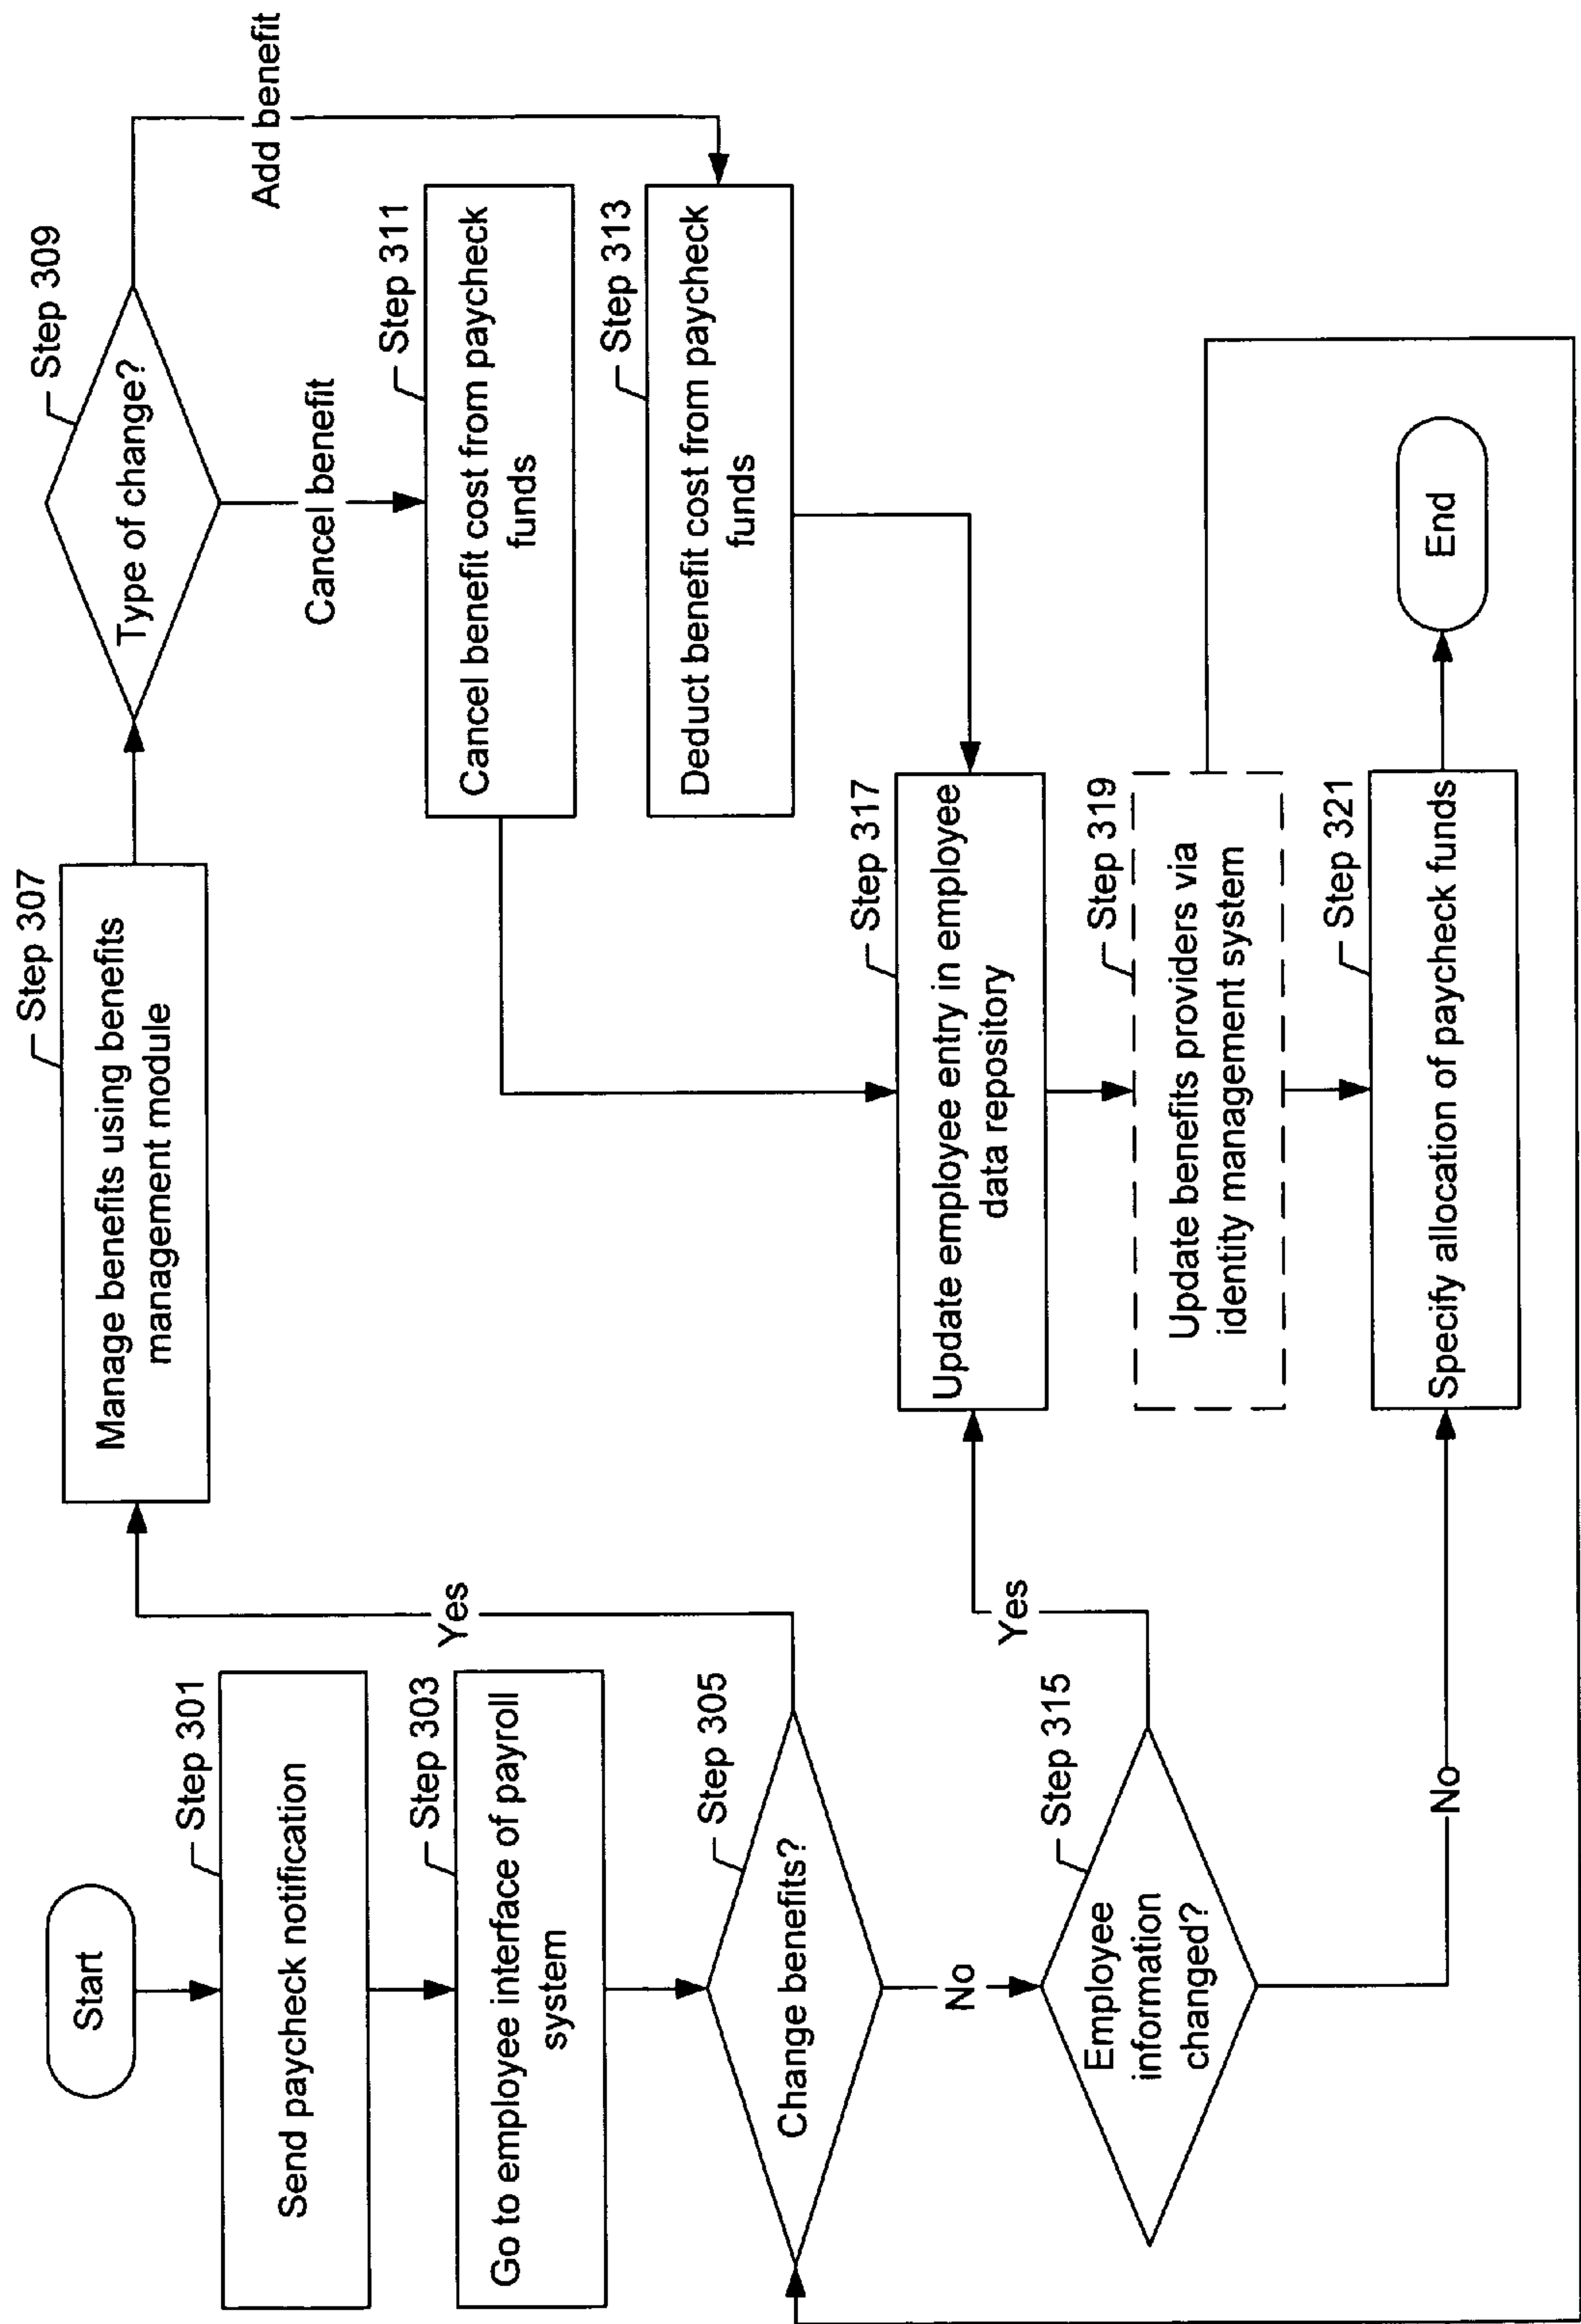 Start
Step 301
Send paycheck notification
Step 303
Go to employee interface of payroll
system
Step 305
Change benefits?
Yes
No
Step 307
Manage benefits using benefits
management module
Step 309
Type of change?
Add benefit
Cancel benefit
Step 311
Cancel benefit cost from paycheck
funds
Step 313
Deduct benefit cost from paycheck
funds
Step 315
Employee
information
changed?
Yes
No
Step 317
Update employee entry in employee
data repository
Step 319
Update benefits providers via
identity management system
Step 321
Specify allocation of paycheck funds
End